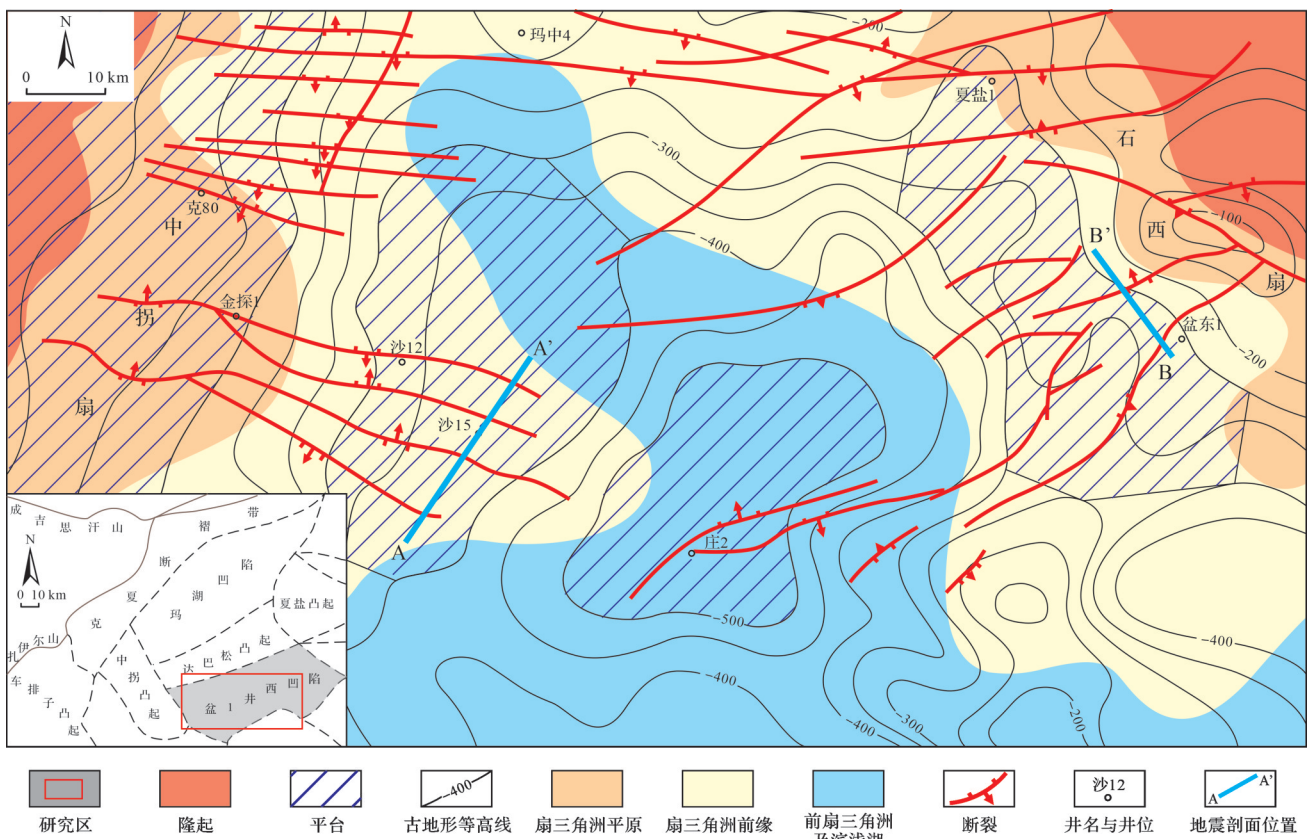 N
0 10 km
玛中4
-200
夏盐1
石
-300
克80
中
-100
西
-400
B'
扇
拐
金探1
盆东1
沙12
A'
-200
B
扇
沙15
A
庄2
-500
-400
-400
-400
-300
-200
成吉思汗山
褶带
断
夏
克
玛湖凹陷
夏盐凸起
N
0 10 km
扎伊尔山
达巴松凸起
中拐凸起
车排子凸起
盆1井西凹陷
-400
沙12
A A'
研究区
隆起
平台
古地形等高线
扇三角洲平原
扇三角洲前缘
前扇三角洲
及滨浅湖
断裂
井名与井位
地震剖面位置